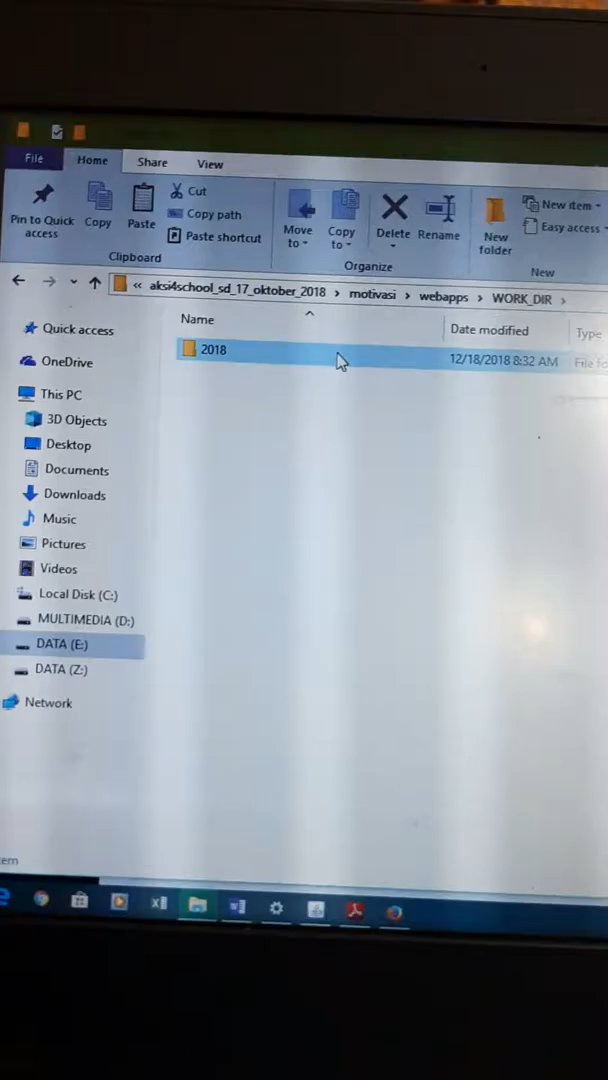 File Home Share View
Pin to Quick access
Copy
Paste
Cut
Copy path
Paste shortcut
Clipboard
Move to
Copy to
Delete
Rename
Organize
New folder
New item
Easy access
New
« aksi4school_sd_17_oktober_2018 › motivasi › webapps › WORK_DIR ›
Name Date modified Type
2018 12/18/2018 8:32 AM File fo
Quick access
OneDrive
This PC
3D Objects
Desktop
Documents
Downloads
Music
Pictures
Videos
Local Disk (C:)
MULTIMEDIA (D:)
DATA (E:)
DATA (Z:)
Network
em